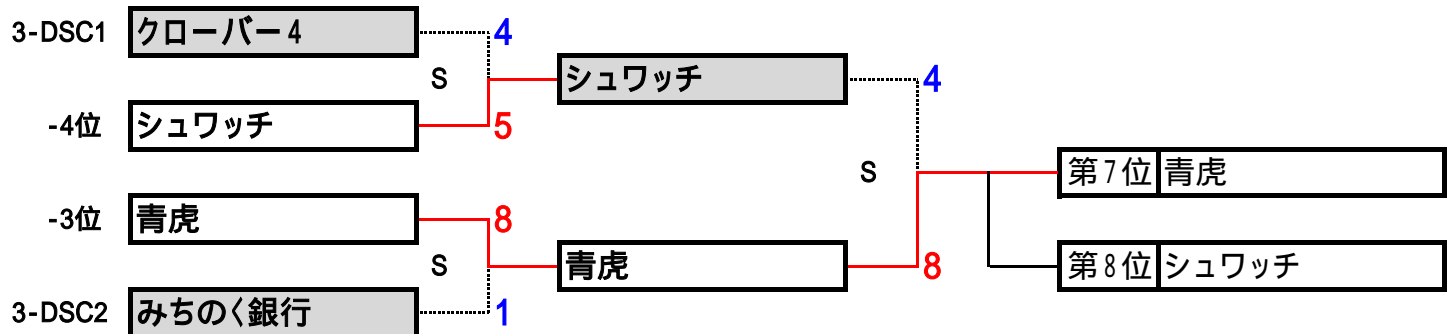 3-DSC1 クローバー4 4
S シュワッチ 4
-4位 シュワッチ 5
S 第7位 青虎
-3位 青虎 8
S 青虎 8 第8位 シュワッチ
3-DSC2 みちのく銀行 1